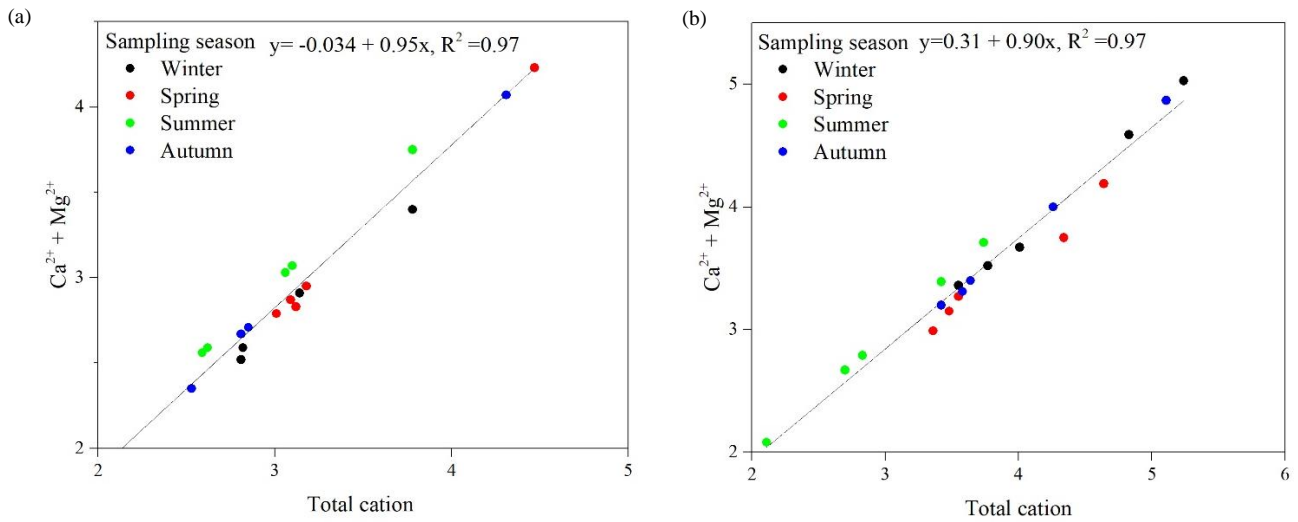 (a)
Sampling season y= -0.034 + 0.95x, R² =0.97
Winter
Spring
Summer
Autumn
4
3
2
Ca²⁺ + Mg²⁺
2 3 4 5
Total cation
(b)
Sampling season y=0.31 + 0.90x, R² =0.97
Winter
Spring
Summer
Autumn
5
4
3
2
Ca²⁺ + Mg²⁺
2 3 4 5 6
Total cation